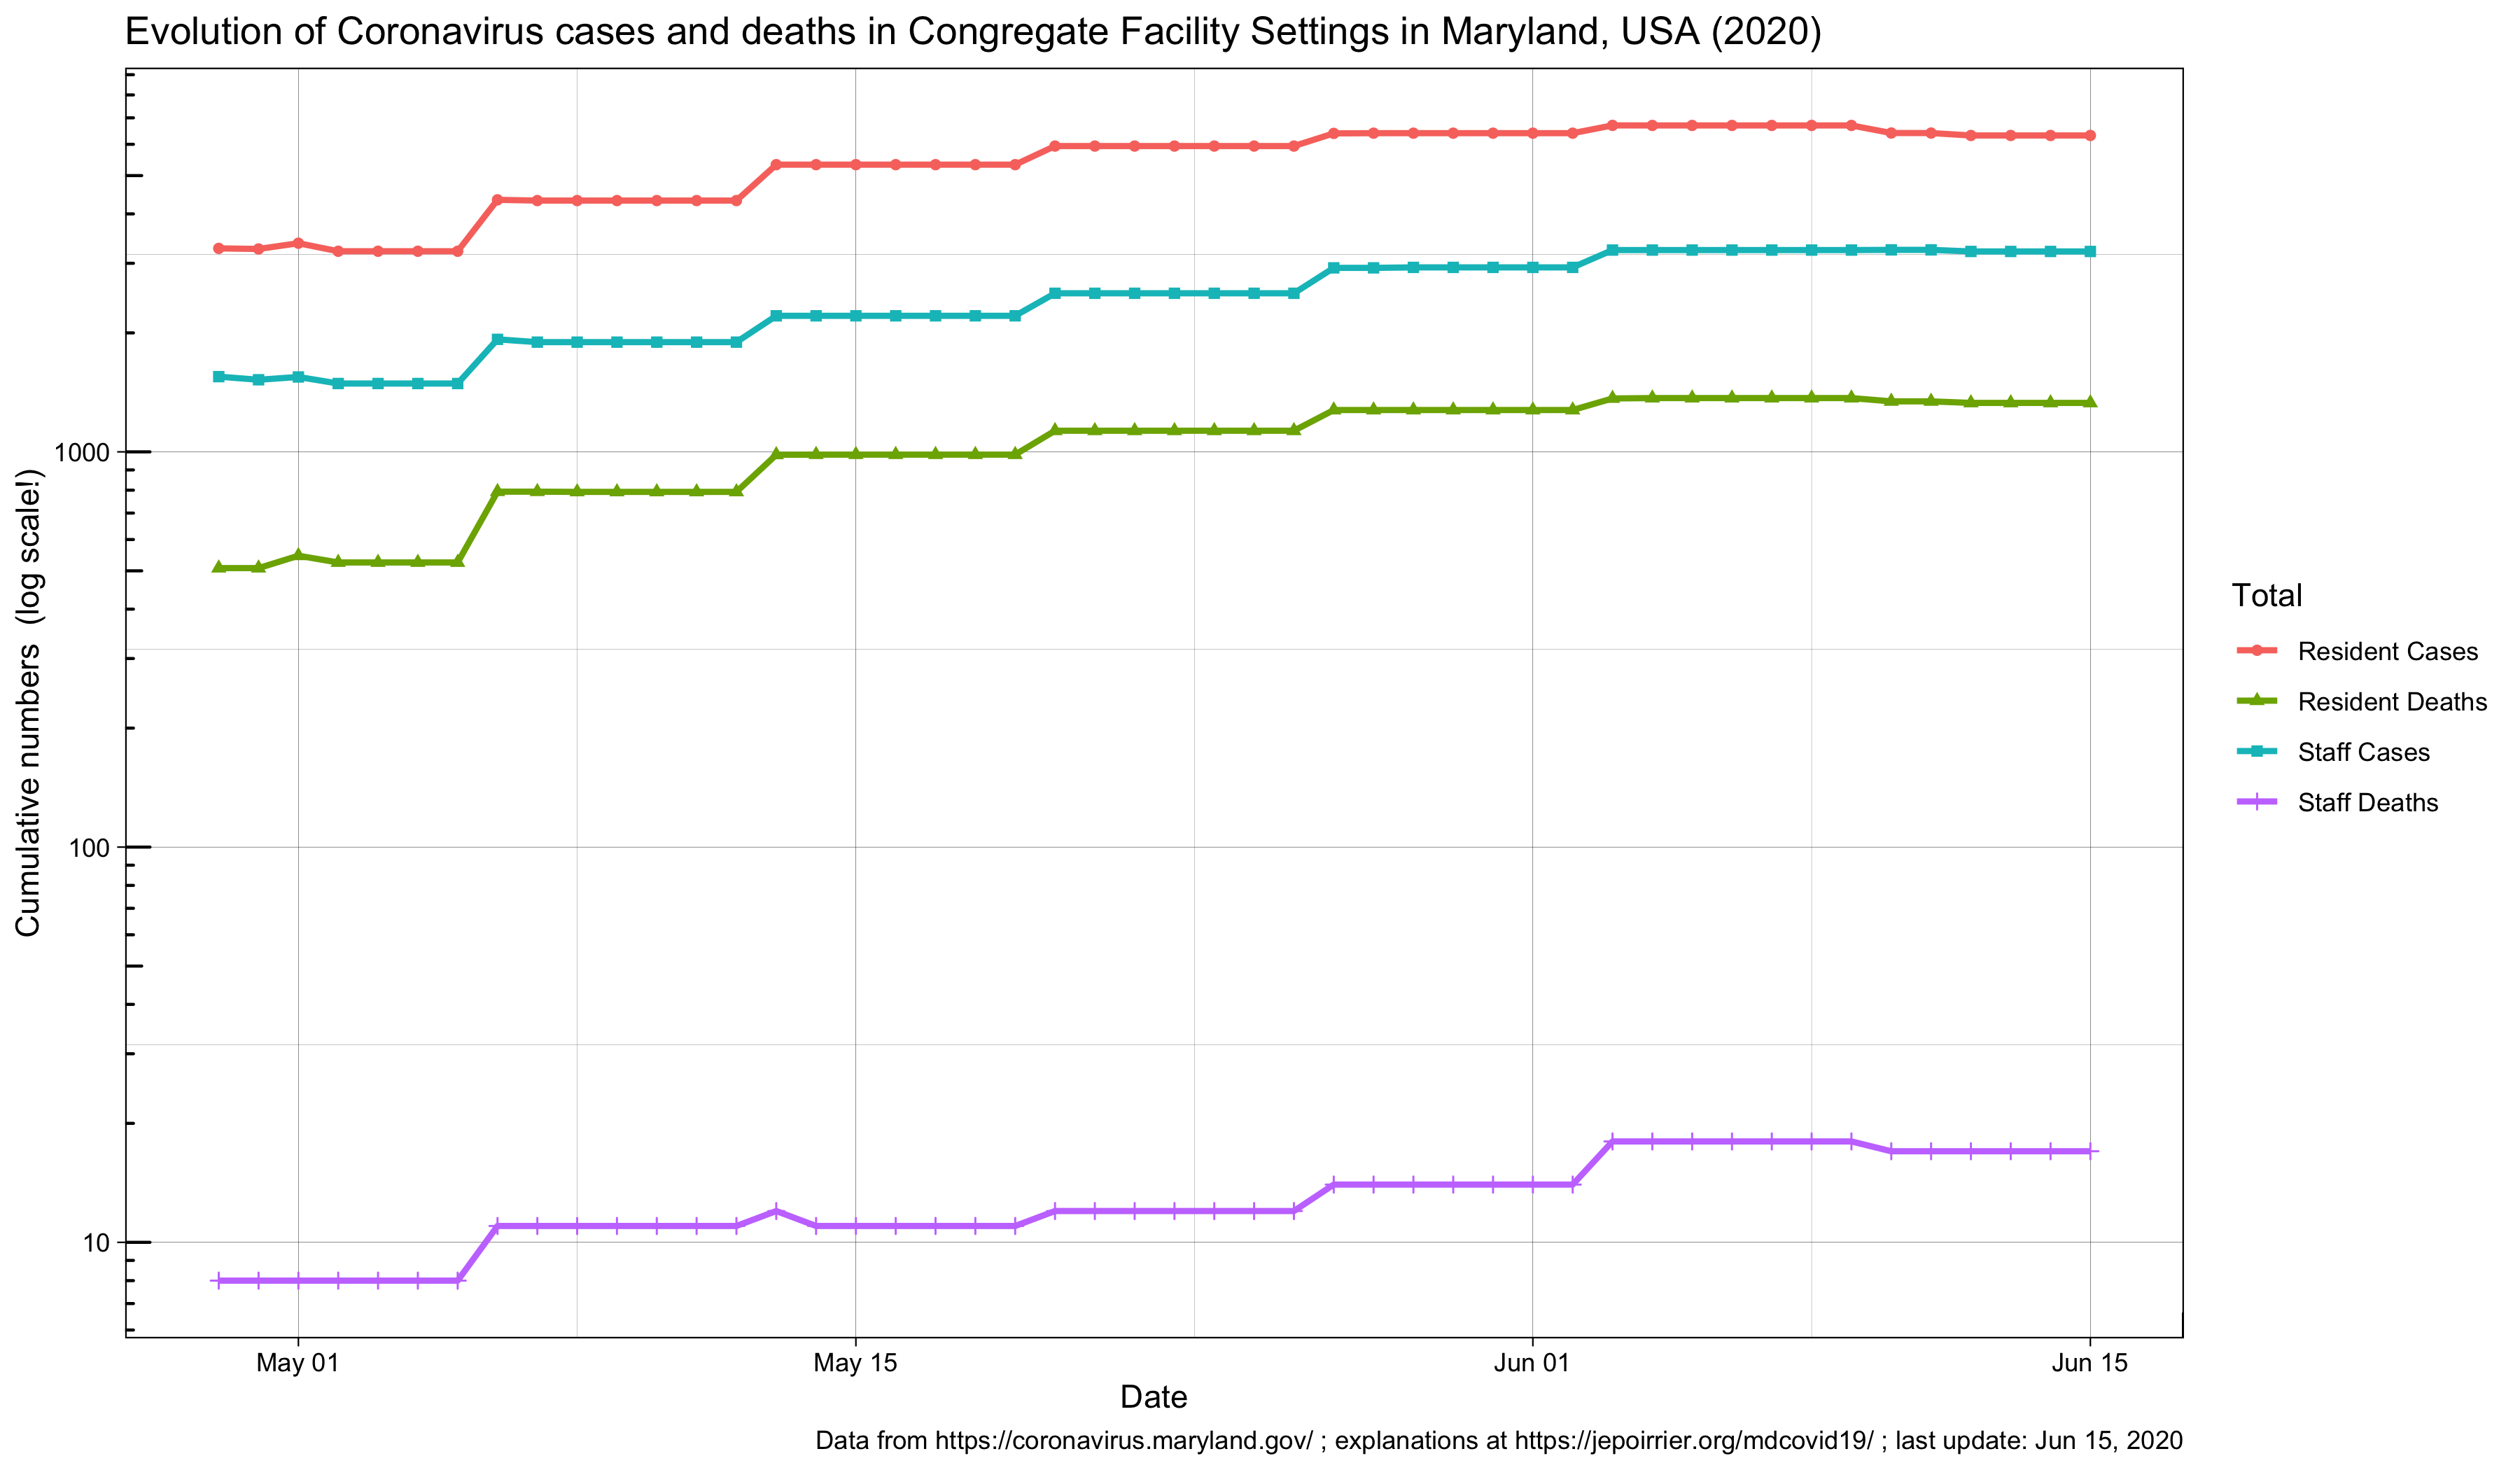 Evolution of Coronavirus cases and deaths in Congregate Facility Settings in Maryland, USA (2020)
Cumulative numbers  (log scale!)
1000
100
10
May 01
May 15
Jun 01
Jun 15
Date
Total
Resident Cases
Resident Deaths
Staff Cases
Staff Deaths
Data from https://coronavirus.maryland.gov/ ; explanations at https://jepoirrier.org/mdcovid19/ ; last update: Jun 15, 2020